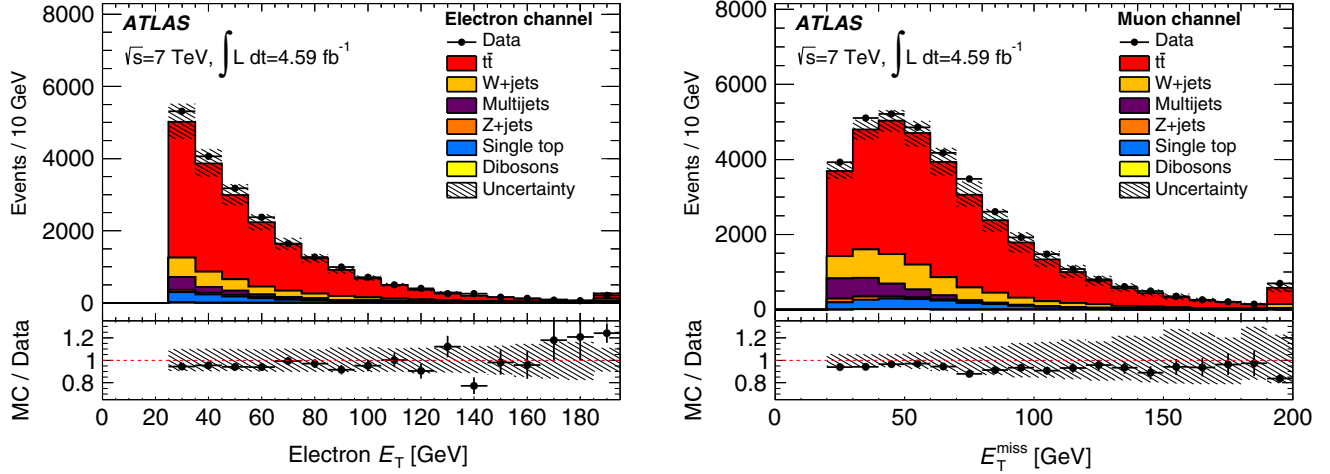 8000
6000
4000
2000
0
Events / 10 GeV
ATLAS
√s=7 TeV, ∫ L dt=4.59 fb⁻¹
Electron channel
Data
tt̄
W+jets
Multijets
Z+jets
Single top
Dibosons
Uncertainty
MC / Data
1.2
1
0.8
0 20 40 60 80 100 120 140 160 180
Electron E_T [GeV]
8000
6000
4000
2000
0
Events / 10 GeV
ATLAS
√s=7 TeV, ∫ L dt=4.59 fb⁻¹
Muon channel
Data
tt̄
W+jets
Multijets
Z+jets
Single top
Dibosons
Uncertainty
MC / Data
1.2
1
0.8
0 50 100 150 200
E_T^miss [GeV]